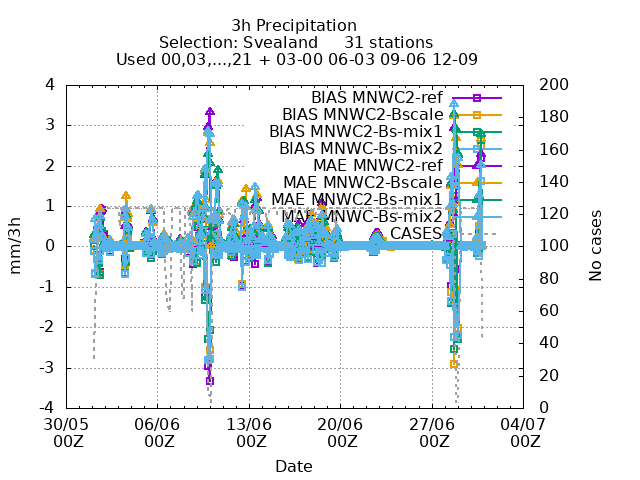 3h Precipitation
Selection: Svealand     31 stations
Used 00,03,...,21 + 03-00 06-03 09-06 12-09
BIAS MNWC2-ref
BIAS MNWC2-Bscale
BIAS MNWC2-Bs-mix1
BIAS MNWC-Bs-mix2
MAE MNWC2-ref
MAE MNWC2-Bscale
MAE MNWC2-Bs-mix1
MAE MNWC-Bs-mix2
CASES
mm/3h
4
3
2
1
0
-1
-2
-3
-4
No cases
200
180
160
140
120
100
80
60
40
20
0
30/05 06/06 13/06 20/06 27/06 04/07
00Z 00Z 00Z 00Z 00Z 00Z
Date